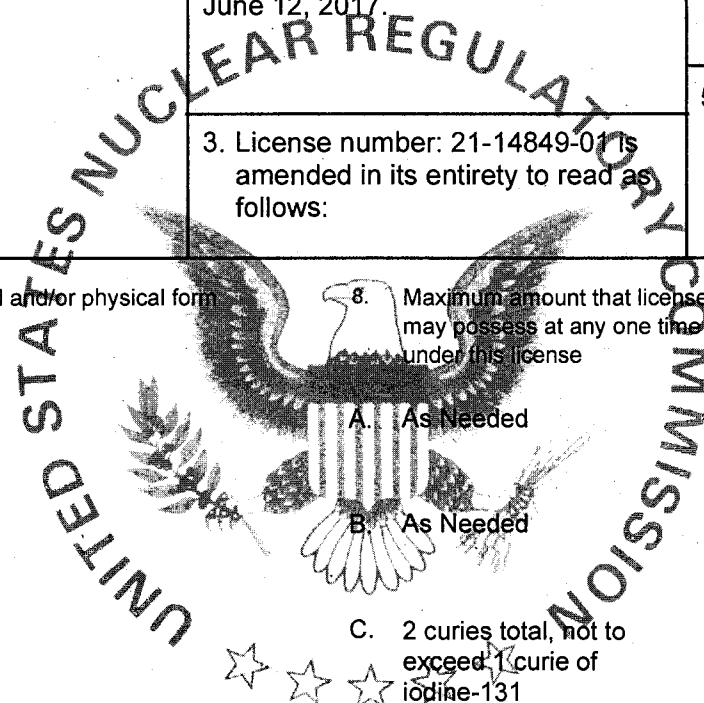 June 12, 2017.
3. License number: 21-14849-01 is
amended in its entirety to read as
follows:
and/or physical form
8. Maximum amount that license
may possess at any one time
under this license
A. As Needed
B. As Needed
C. 2 curies total, not to
exceed 1 curie of
iodine-131
UNITED STATES NUCLEAR REGULATORY COMMISSION